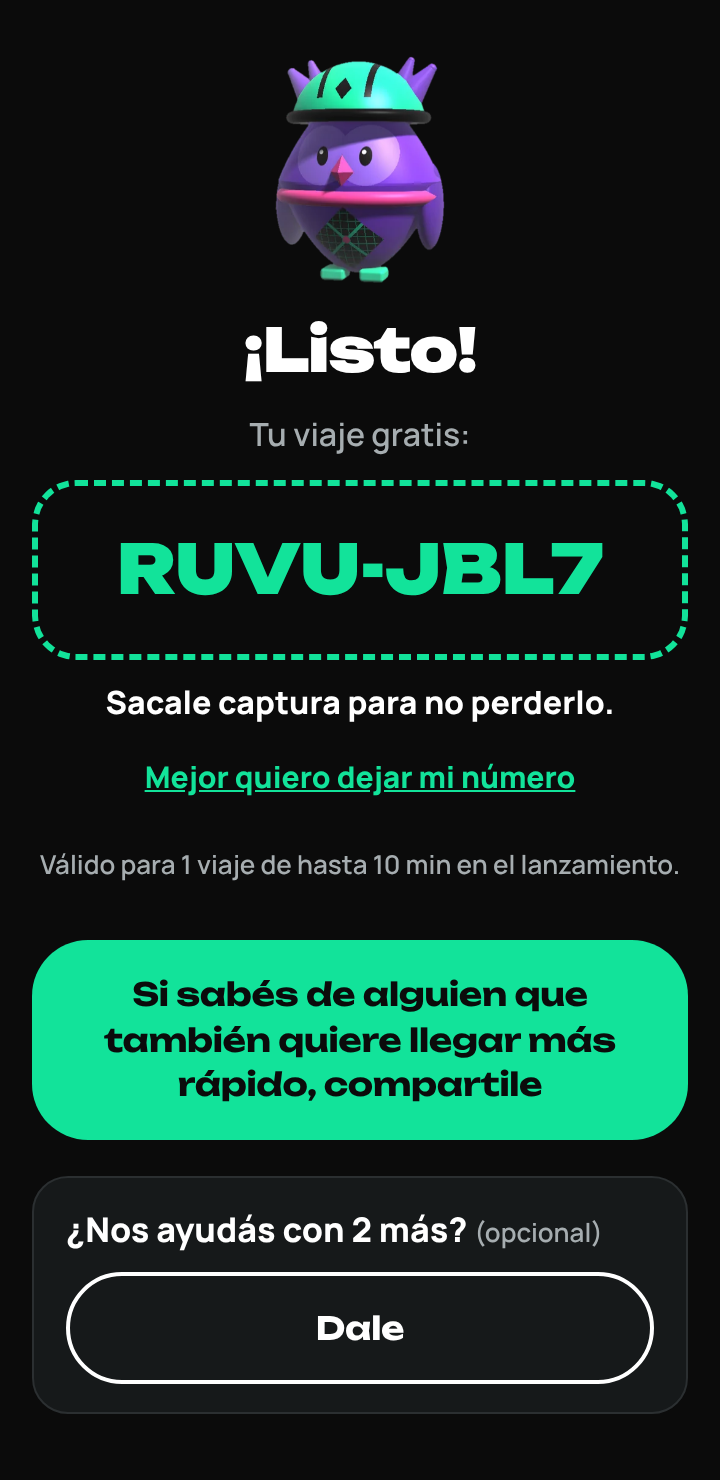 ¡Listo!
Tu viaje gratis:
RUVU-JBL7
Sacale captura para no perderlo.
Mejor quiero dejar mi número
Válido para 1 viaje de hasta 10 min en el lanzamiento.
Si sabés de alguien que
también quiere llegar más
rápido, compartile
¿Nos ayudás con 2 más? (opcional)
Dale